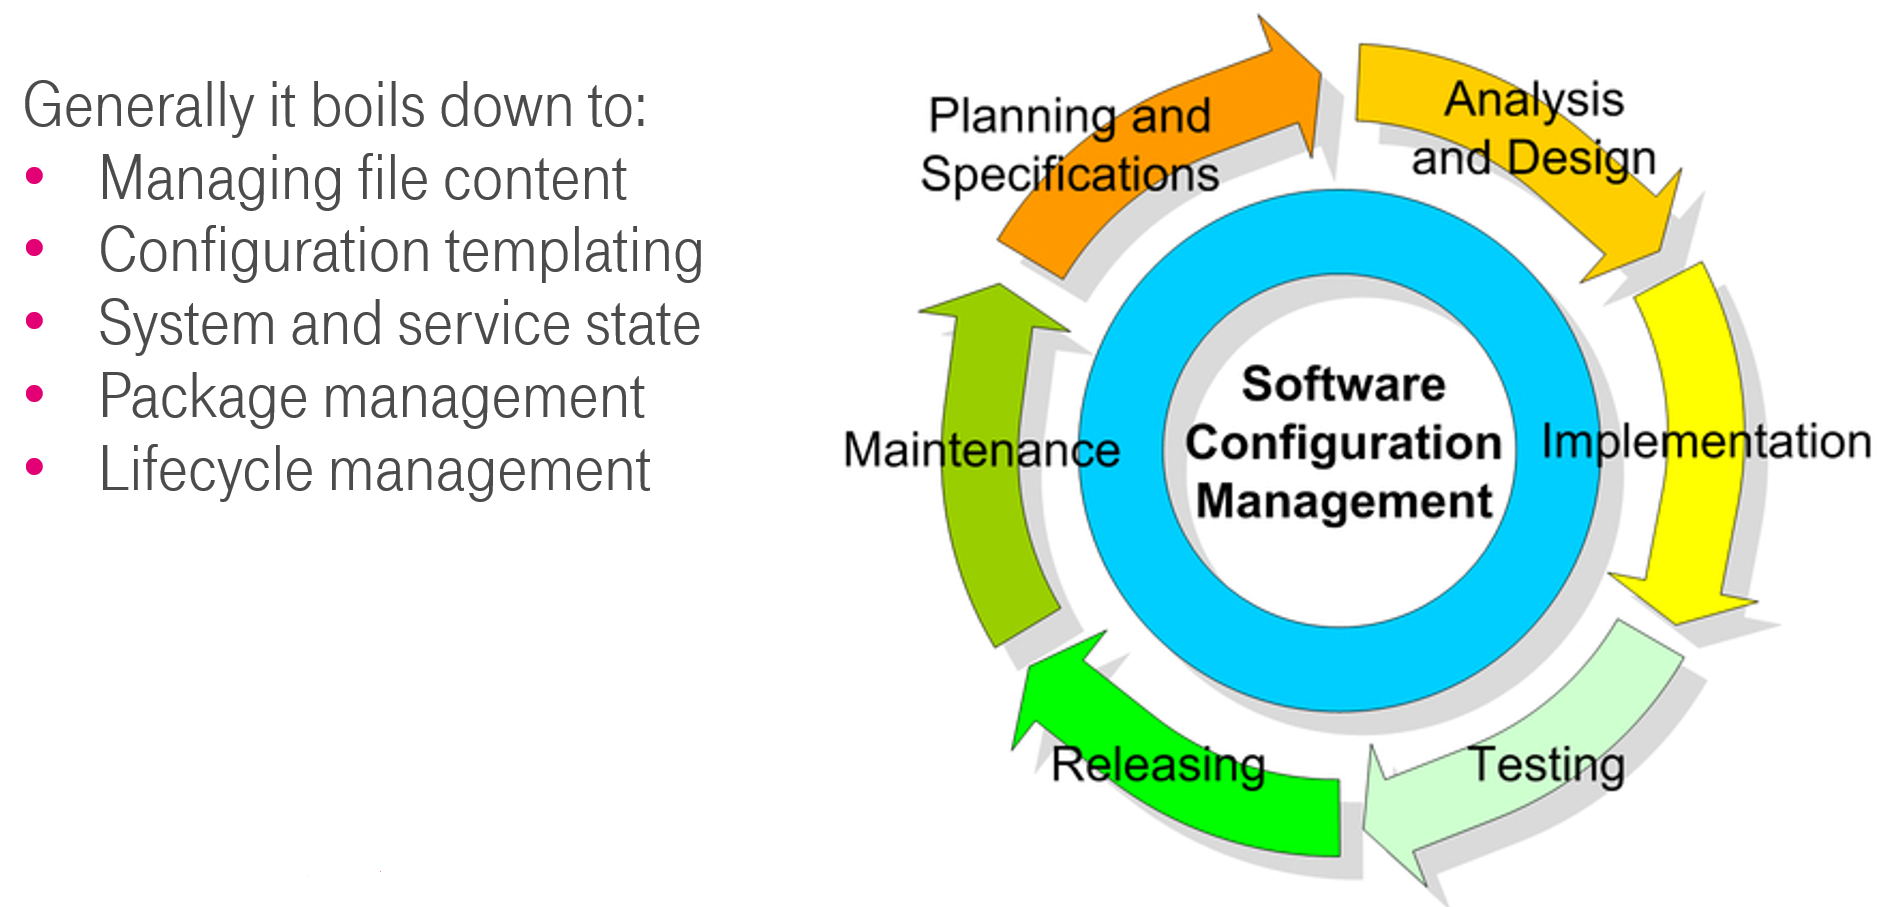 Generally it boils down to:
• Managing file content
• Configuration templating
• System and service state
• Package management
• Lifecycle management
Planning and
Specifications
Analysis
and Design
Maintenance
Software
Configuration
Management
Implementation
Releasing
Testing